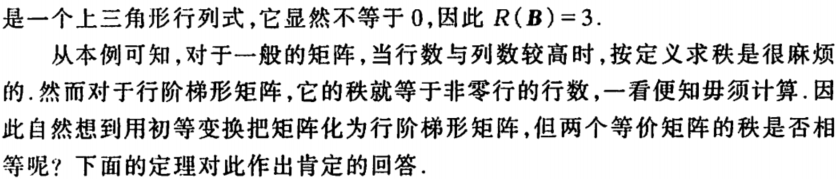 是一个上三角形行列式,它显然不等于 0,因此 R(B)=3.
从本例可知,对于一般的矩阵,当行数与列数较高时,按定义求秩是很麻烦
的.然而对于行阶梯形矩阵,它的秩就等于非零行的行数,一看便知毋须计算.因
此自然想到用初等变换把矩阵化为行阶梯形矩阵,但两个等价矩阵的秩是否相
等呢? 下面的定理对此作出肯定的回答.